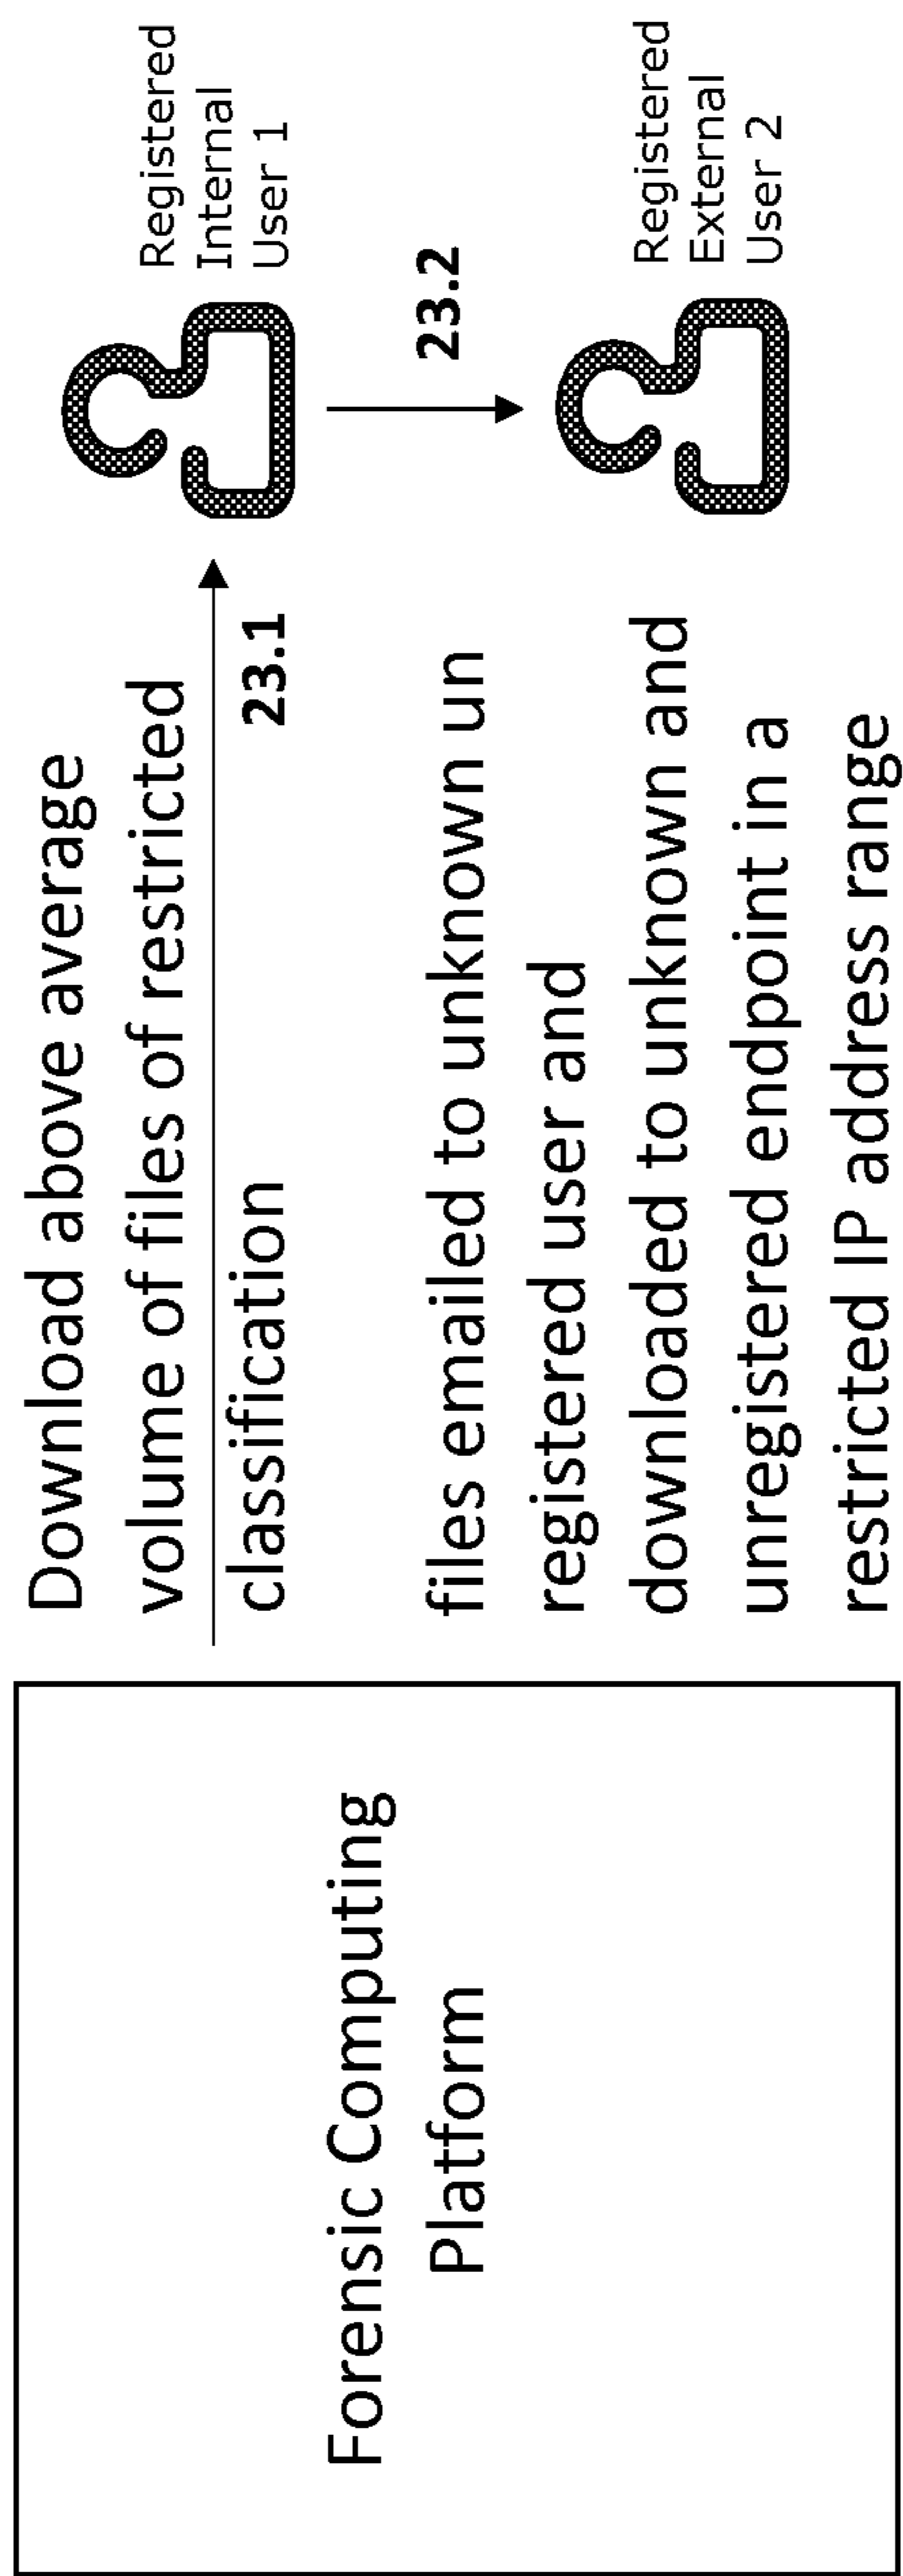 Forensic Computing
Platform
Download above average
volume of files of restricted
classification
23.1
files emailed to unknown un
registered user and
downloaded to unknown and
unregistered endpoint in a
restricted IP address range
Registered
Internal
User 1
23.2
Registered
External
User 2